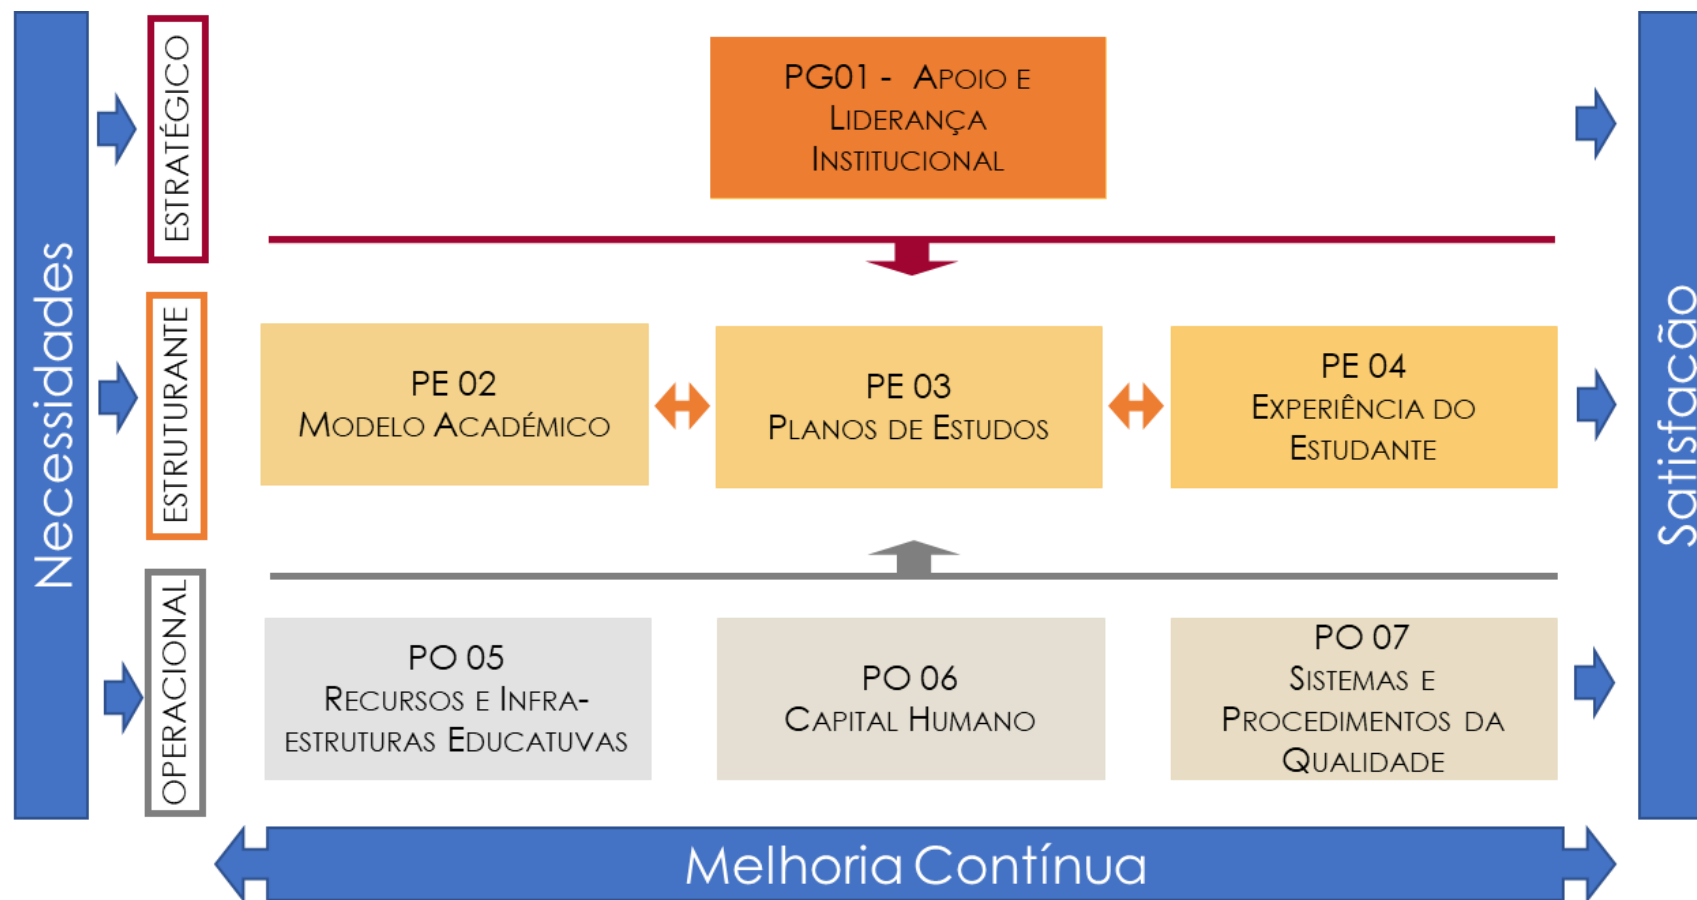 Necessidades
ESTRATÉGICO
PG01 - APOIO E
LIDERANÇA
INSTITUCIONAL
ESTRUTURANTE
PE 02
MODELO ACADÉMICO
PE 03
PLANOS DE ESTUDOS
PE 04
EXPERIÊNCIA DO
ESTUDANTE
OPERACIONAL
PO 05
RECURSOS E INFRA-
ESTRUTURAS EDUCATUVAS
PO 06
CAPITAL HUMANO
PO 07
SISTEMAS E
PROCEDIMENTOS DA
QUALIDADE
Satisfação
Melhoria Contínua